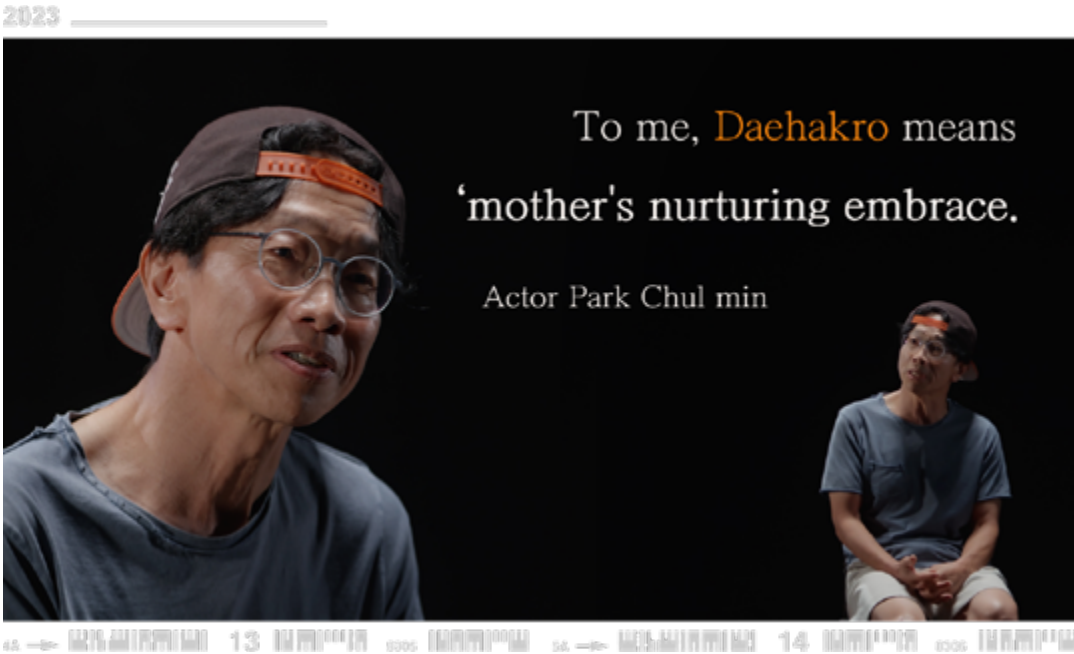 2023
To me, Daehakro means
‘mother's nurturing embrace.
Actor Park Chul min
13 14